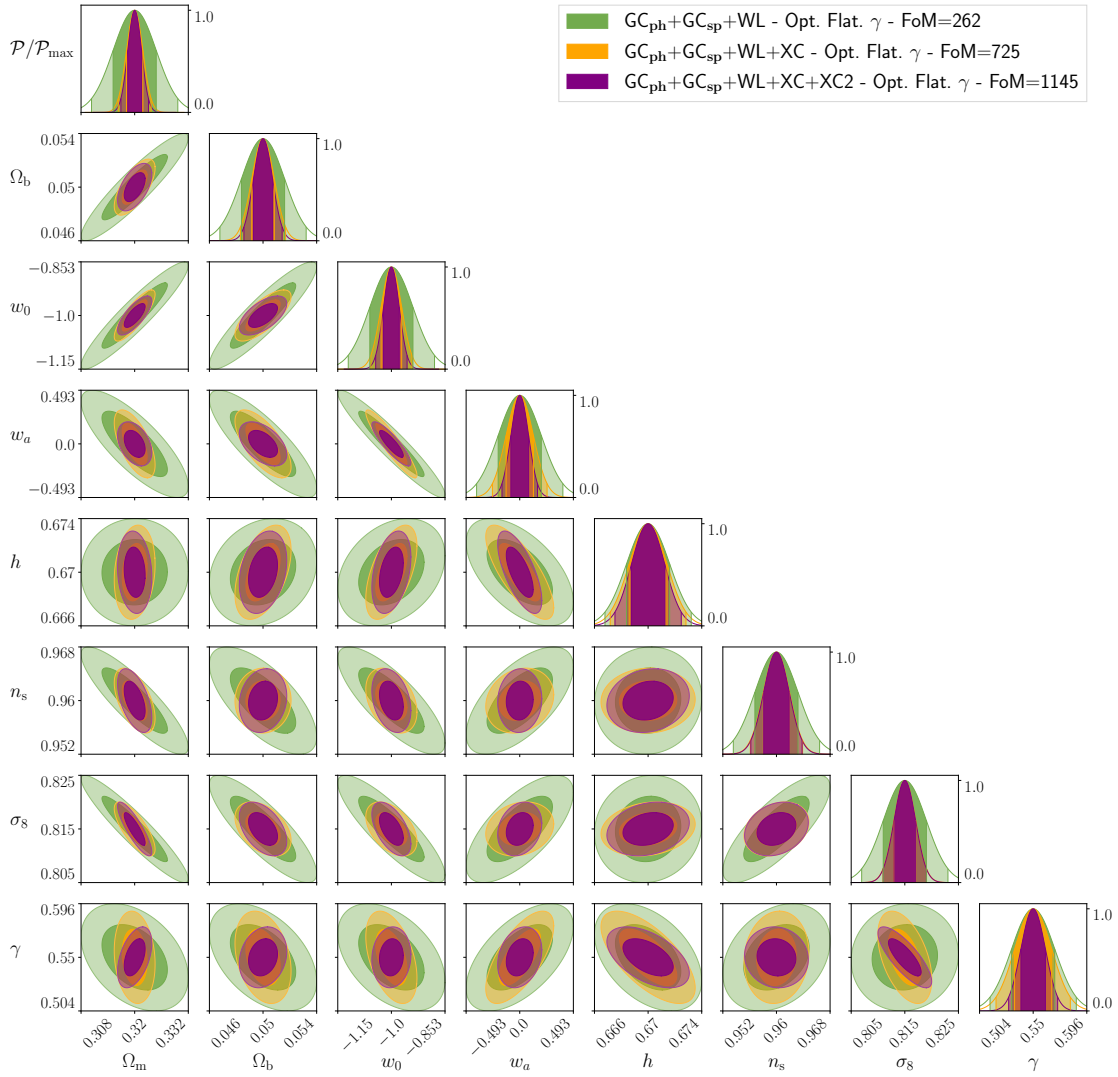 GC_ph+GC_sp+WL - Opt. Flat. γ - FoM=262
GC_ph+GC_sp+WL+XC - Opt. Flat. γ - FoM=725
GC_ph+GC_sp+WL+XC+XC2 - Opt. Flat. γ - FoM=1145
𝒫/𝒫_max
1.0
0.0
Ω_b
0.054
0.05
0.046
1.0
0.0
w_0
−0.853
−1.0
−1.15
1.0
0.0
w_a
0.493
0.0
−0.493
1.0
0.0
h
0.674
0.67
0.666
1.0
0.0
n_s
0.968
0.96
0.952
1.0
0.0
σ_8
0.825
0.815
0.805
1.0
0.0
γ
0.596
0.55
0.504
1.0
0.0
0.308 0.32 0.332 0.046 0.05 0.054 −1.15 −1.0 −0.853 −0.493 0.0 0.493 0.666 0.67 0.674 0.952 0.96 0.968 0.805 0.815 0.825 0.504 0.55 0.596
Ω_m Ω_b w_0 w_a h n_s σ_8 γ